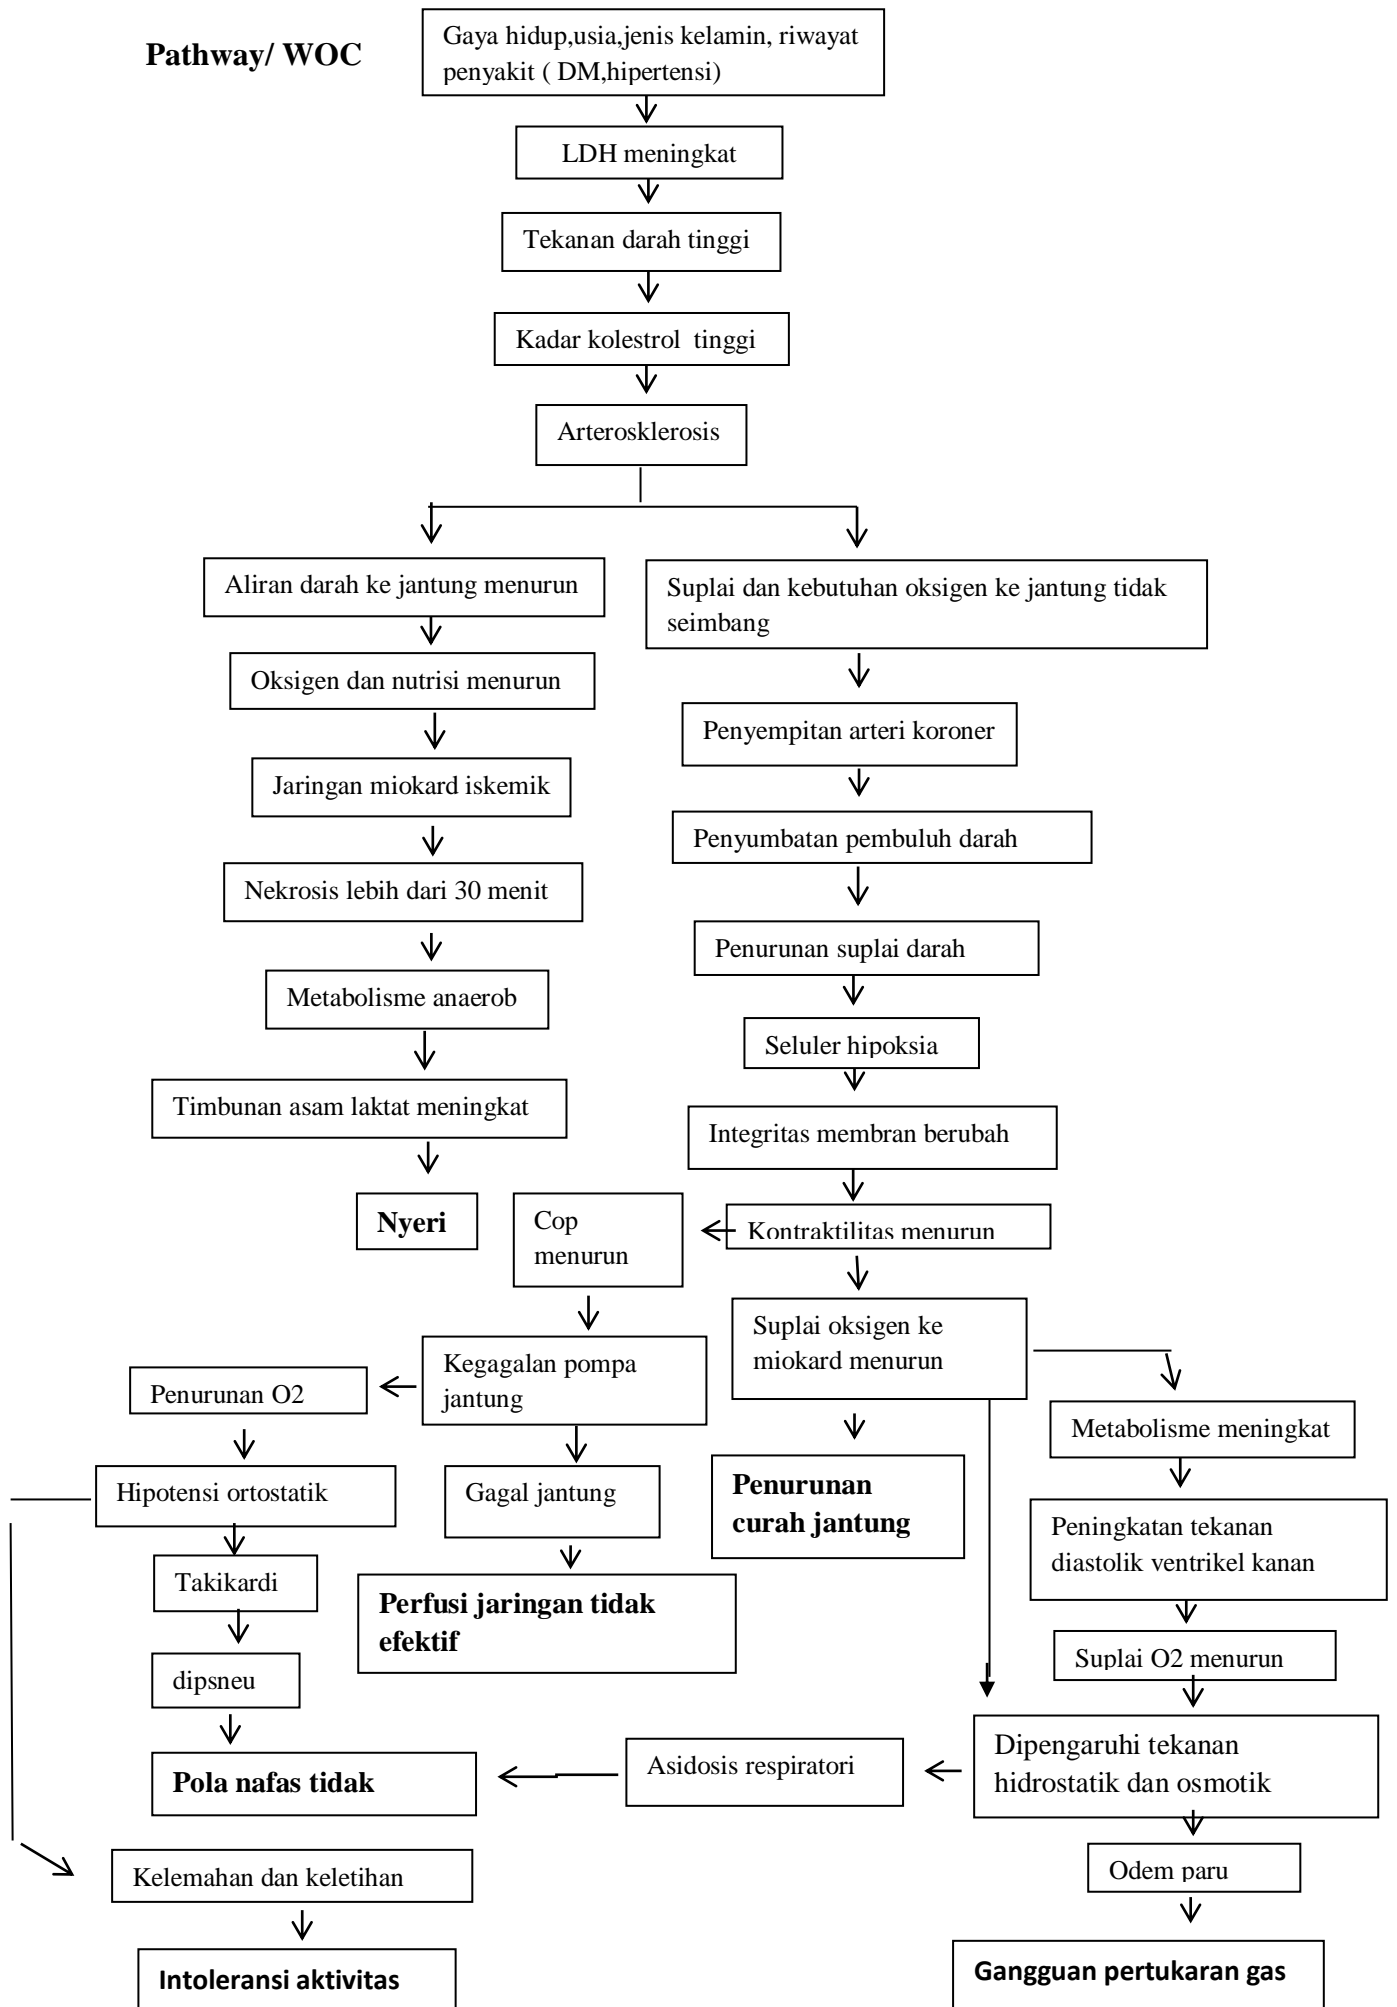 Pathway/ WOC
Gaya hidup,usia,jenis kelamin, riwayat
penyakit ( DM,hipertensi)
LDH meningkat
Tekanan darah tinggi
Kadar kolestrol  tinggi
Arterosklerosis
Aliran darah ke jantung menurun
Suplai dan kebutuhan oksigen ke jantung tidak
seimbang
Oksigen dan nutrisi menurun
Penyempitan arteri koroner
Jaringan miokard iskemik
Penyumbatan pembuluh darah
Nekrosis lebih dari 30 menit
Penurunan suplai darah
Metabolisme anaerob
Seluler hipoksia
Timbunan asam laktat meningkat
Integritas membran berubah
Nyeri
Cop
menurun
Kontraktilitas menurun
Suplai oksigen ke
miokard menurun
Kegagalan pompa
jantung
Penurunan O2
Metabolisme meningkat
Hipotensi ortostatik
Gagal jantung
Penurunan
curah jantung
Peningkatan tekanan
diastolik ventrikel kanan
Takikardi
Perfusi jaringan tidak
efektif
Suplai O2 menurun
dipsneu
Dipengaruhi tekanan
hidrostatik dan osmotik
Asidosis respiratori
Pola nafas tidak
Kelemahan dan keletihan
Odem paru
Intoleransi aktivitas
Gangguan pertukaran gas